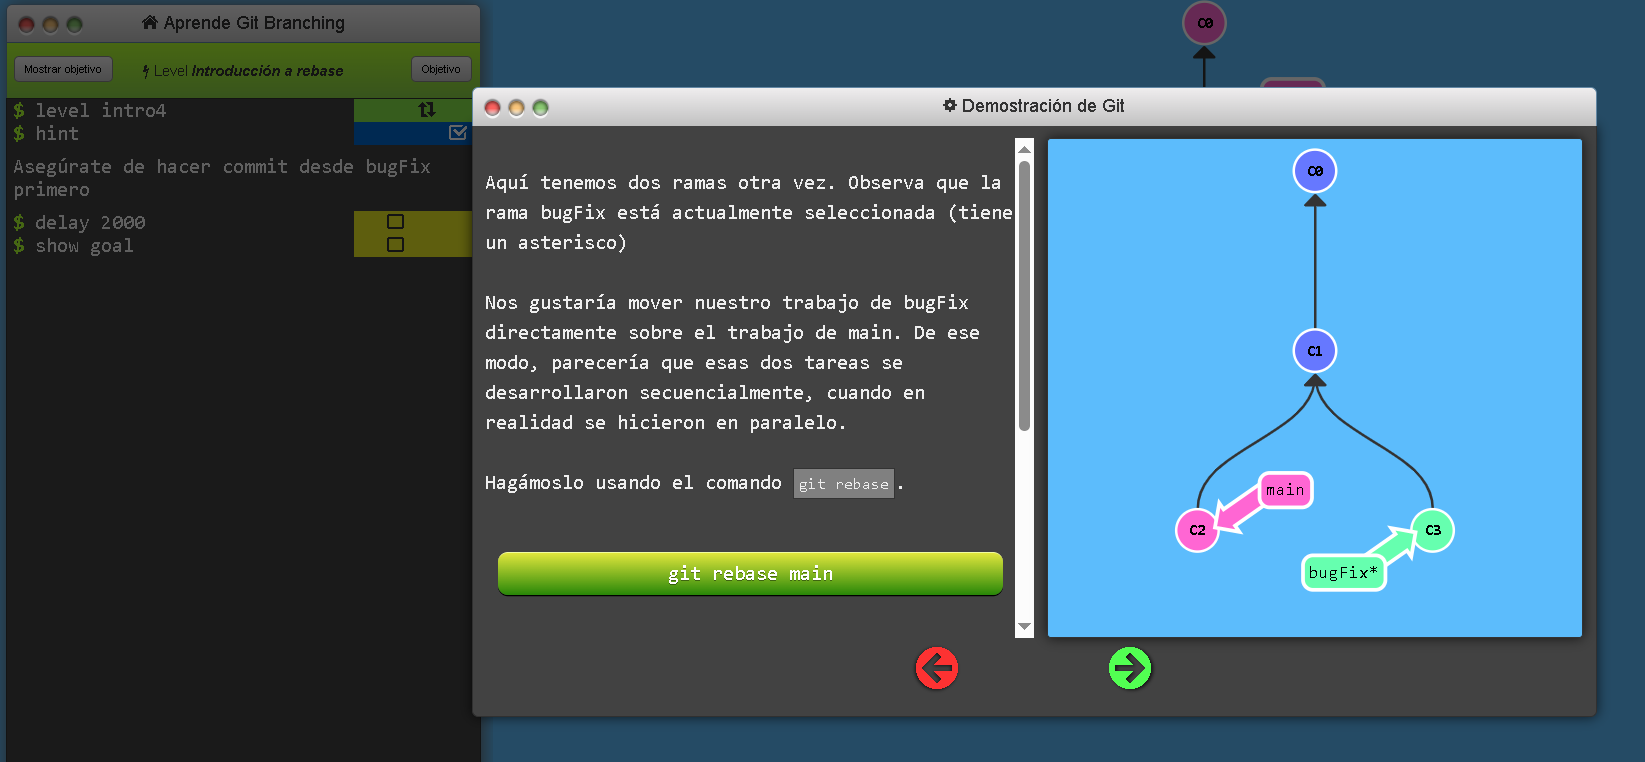 Aprende Git Branching
Mostrar objetivo
Level Introducción a rebase
Objetivo
$ level intro4
$ hint
Asegúrate de hacer commit desde bugFix
primero
$ delay 2000
$ show goal
C0
Demostración de Git
Aquí tenemos dos ramas otra vez. Observa que la
rama bugFix está actualmente seleccionada (tiene
un asterisco)
Nos gustaría mover nuestro trabajo de bugFix
directamente sobre el trabajo de main. De ese
modo, parecería que esas dos tareas se
desarrollaron secuencialmente, cuando en
realidad se hicieron en paralelo.
Hagámoslo usando el comando git rebase.
git rebase main
C0
C1
main
C2
C3
bugFix*